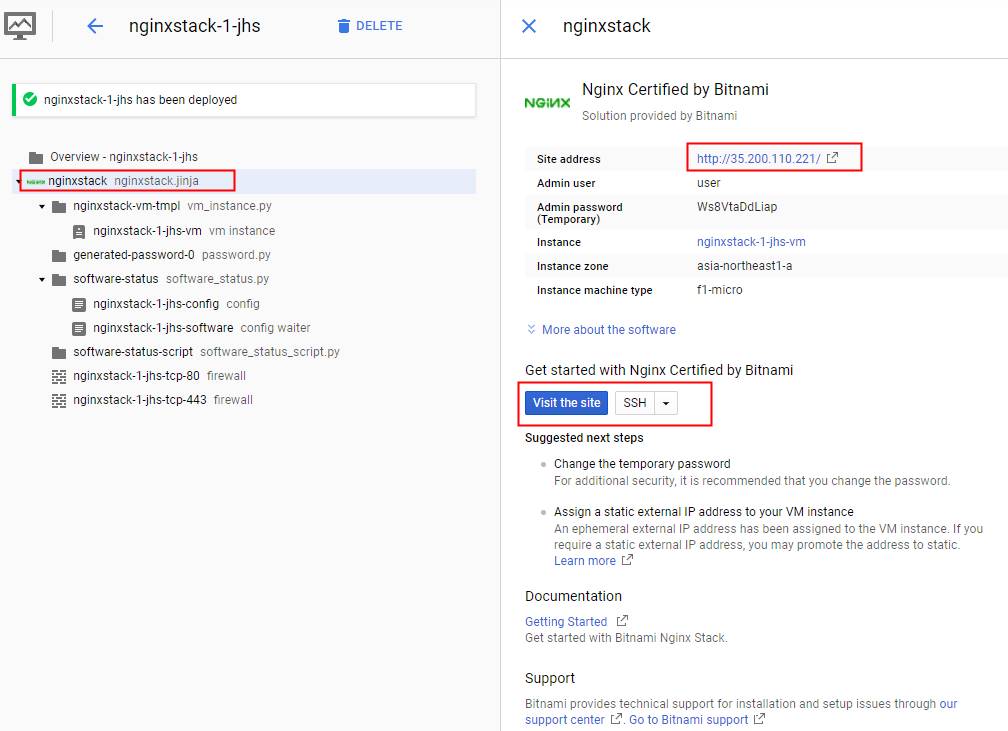 nginxstack-1-jhs
DELETE
nginxstack-1-jhs has been deployed
Overview - nginxstack-1-jhs
NGINX nginxstack nginxstack.jinja
nginxstack-vm-tmpl vm_instance.py
nginxstack-1-jhs-vm vm instance
generated-password-0 password.py
software-status software_status.py
nginxstack-1-jhs-config config
nginxstack-1-jhs-software config waiter
software-status-script software_status_script.py
nginxstack-1-jhs-tcp-80 firewall
nginxstack-1-jhs-tcp-443 firewall
nginxstack
NGINX
Nginx Certified by Bitnami
Solution provided by Bitnami
Site address http://35.200.110.221/
Admin user user
Admin password Ws8VtaDdLiap
(Temporary)
Instance nginxstack-1-jhs-vm
Instance zone asia-northeast1-a
Instance machine type f1-micro
More about the software
Get started with Nginx Certified by Bitnami
Visit the site SSH
Suggested next steps
Change the temporary password
For additional security, it is recommended that you change the password.
Assign a static external IP address to your VM instance
An ephemeral external IP address has been assigned to the VM instance. If you
require a static external IP address, you may promote the address to static.
Learn more
Documentation
Getting Started
Get started with Bitnami Nginx Stack.
Support
Bitnami provides technical support for installation and setup issues through our
support center . Go to Bitnami support